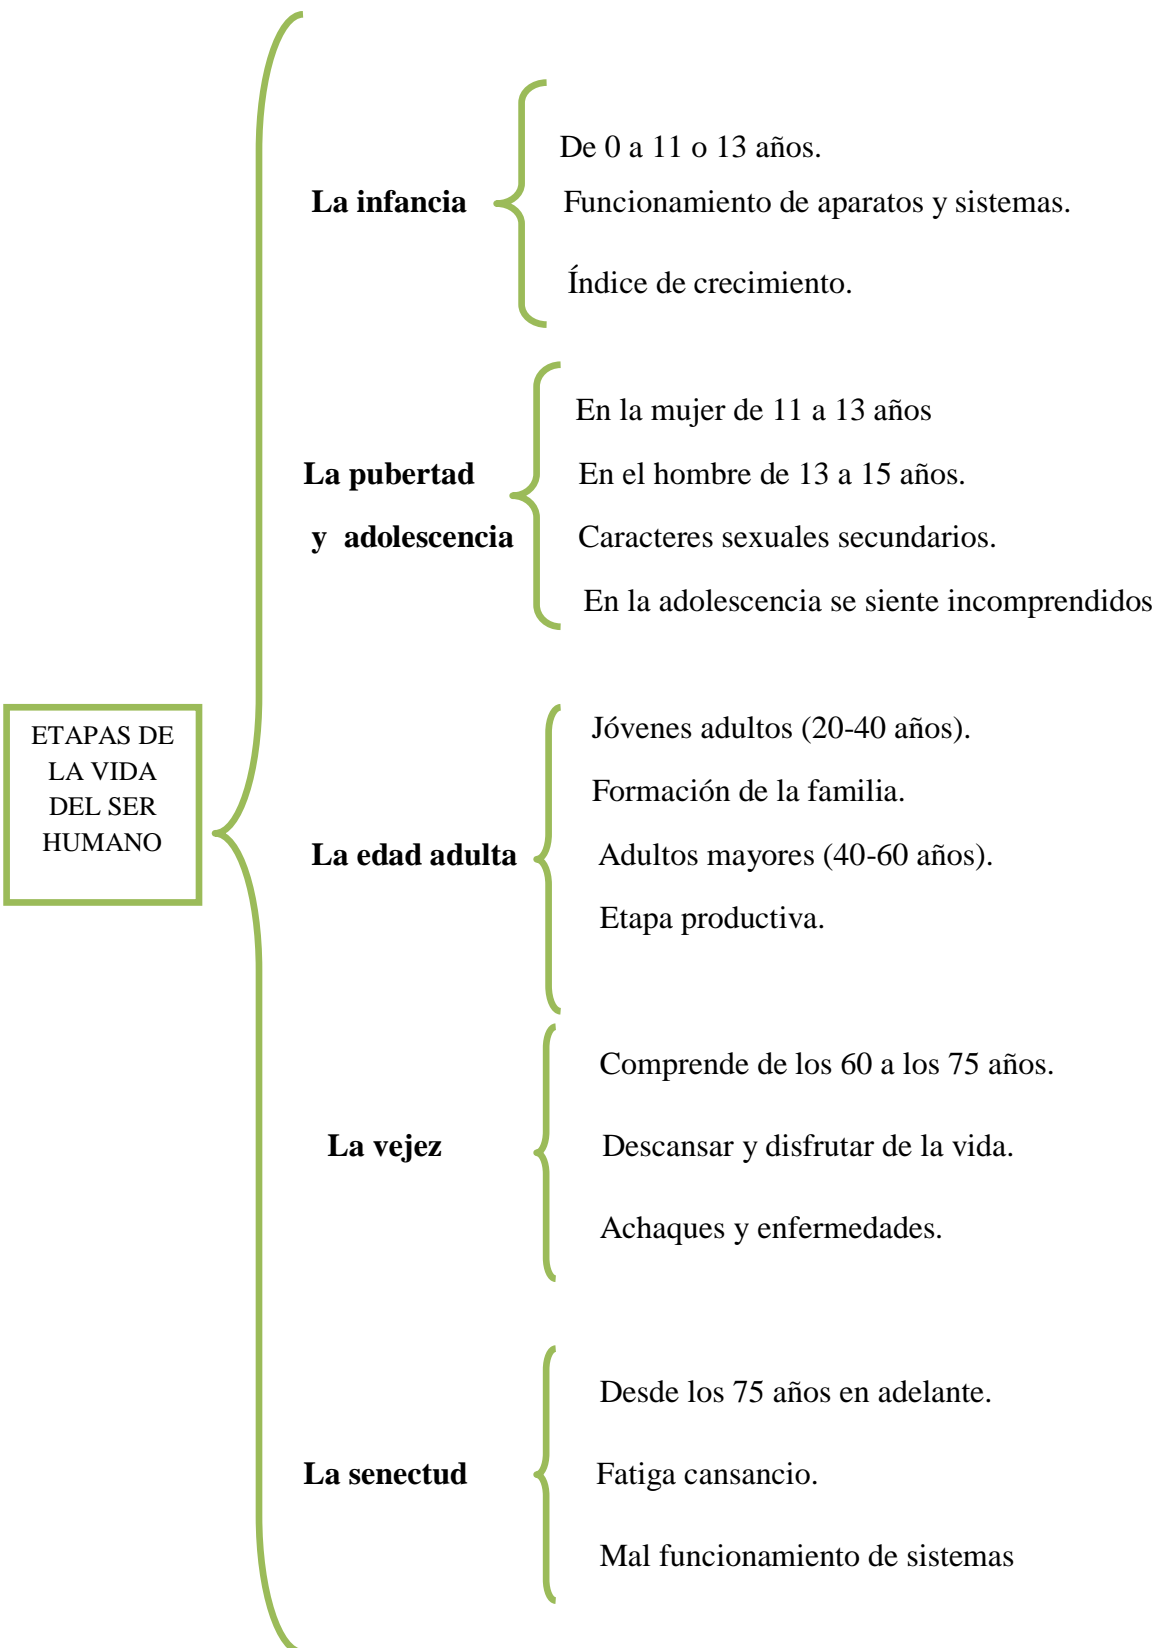 De 0 a 11 o 13 años.
La infancia
Funcionamiento de aparatos y sistemas.
Índice de crecimiento.
En la mujer de 11 a 13 años
La pubertad
En el hombre de 13 a 15 años.
y  adolescencia
Caracteres sexuales secundarios.
En la adolescencia se siente incomprendidos
ETAPAS DE
LA VIDA
DEL SER
HUMANO
Jóvenes adultos (20-40 años).
Formación de la familia.
La edad adulta
Adultos mayores (40-60 años).
Etapa productiva.
Comprende de los 60 a los 75 años.
La vejez
Descansar y disfrutar de la vida.
Achaques y enfermedades.
Desde los 75 años en adelante.
La senectud
Fatiga cansancio.
Mal funcionamiento de sistemas